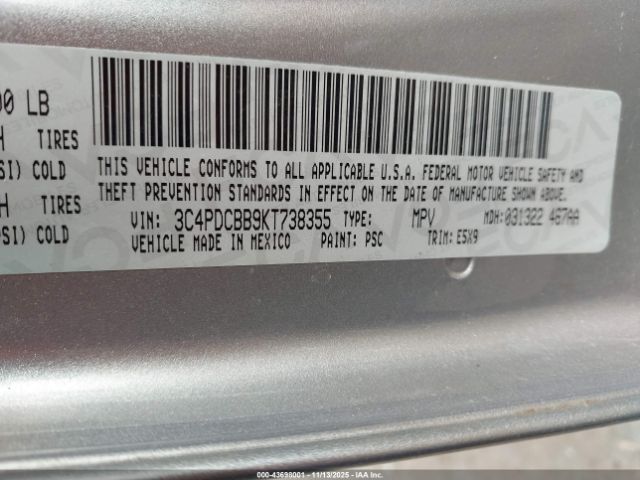 00 LB
TIRES
SI) COLD
THIS VEHICLE CONFORMS TO ALL APPLICABLE U.S.A. FEDERAL MOTOR VEHICLE SAFETY AND
THEFT PREVENTION STANDARDS IN EFFECT ON THE DATE OF MANUFACTURE SHOWN ABOVE.
H TIRES
VIN: 3C4PDCBB9KT738355 TYPE: MPV MDH: 031322 467AA
PSI) COLD
VEHICLE MADE IN MEXICO PAINT: PSC TRIM: E5X9
000-43698001 - 11/13/2025 - IAA Inc.